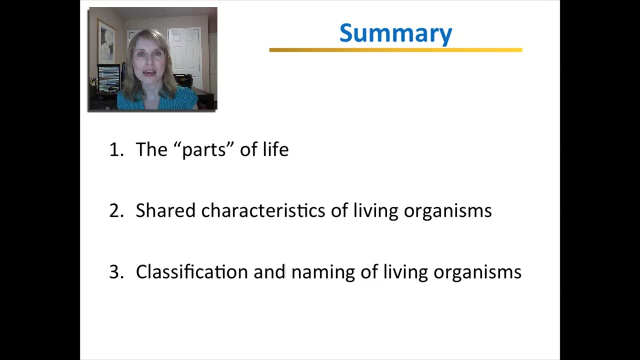 Summary
1. The “parts” of life
2. Shared characteristics of living organisms
3. Classification and naming of living organisms